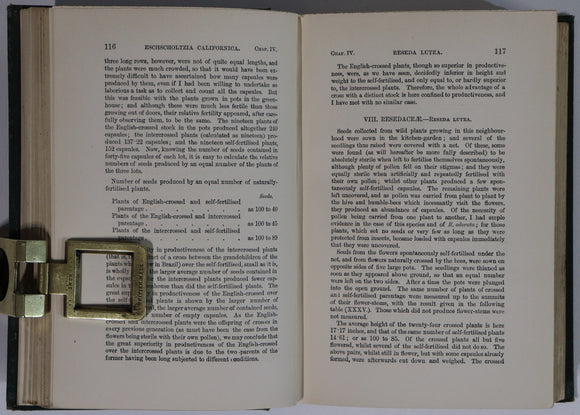 116 ESCHSCHOLTZIA CALIFORNICA. CHAP. IV.
three long rows, however, were not of quite equal lengths, and
the plants were much crowded, so that it would have been ex-
tremely difficult to have ascertained how many capsules were
produced by them, even if I had been willing to undertake so
laborious a task as to collect and count all the capsules. But
this was feasible with the plants grown in pots in the green-
house; and although these were much less fertile than those
growing out of doors, their relative fertility appeared, after care-
fully observing them, to be the same. The nineteen plants of
the English-crossed stock in the pots produced altogether 240
capsules; the intercrossed plants (calculated as nineteen) pro-
duced 137·22 capsules; and the nineteen self-fertilised plants,
152 capsules. Now, knowing the number of seeds contained in
forty-five capsules of each lot, it is easy to calculate the relative
numbers of seeds produced by an equal number of the plants of
the three lots.
Number of seeds produced by an equal number of naturally-
fertilised plants.
Seeds.
Plants of English-crossed and self-fertilised
parentage . . . . . as 100 to 40
Plants of the English-crossed and intercrossed
parentage . . . . . as 100 to 45
Plants of the intercrossed and self-fertilised
parentage . . . . . as 100 to 89
in productiveness of the intercrossed plants
of a cross between the grandchildren of the
in Brazil) over the self-fertilised, small as it is,
is wholly the larger average number of seeds contained in
the intercrossed plants produced fewer cap-
than did the self-fertilised plants. The
of the English-crossed over
the self- plants is shown by the larger number of
the larger average number of contained seeds,
number of empty capsules. As the English-
crossed plants were the offspring of crosses in
every previous generation (as must have been the case from the
flowers being sterile with their own pollen), we may conclude that
the great superiority in productiveness of the English-crossed
over the intercrossed plants is due to the two parents of the
former having been long subjected to different conditions.
CHAP. IV. RESEDA LUTEA. 117
The English-crossed plants, though so superior in productive-
ness, were, as we have seen, decidedly inferior in height and
weight to the self-fertilised, and only equal to, or hardly superior
to, the intercrossed plants. Therefore, the whole advantage of a
cross with a distinct stock is here confined to productiveness, and
I have met with no similar case.
VIII. RESEDACEÆ.—RESEDA LUTEA.
Seeds collected from wild plants growing in this neighbour-
hood were sown in the kitchen-garden; and several of the
seedlings thus raised were covered with a net. Of these, some
were found (as will hereafter be more fully described) to be
absolutely sterile when left to fertilise themselves spontaneously,
although plenty of pollen fell on their stigmas; and they were
equally sterile when artificially and repeatedly fertilised with
their own pollen; whilst other plants produced a few spon-
taneously self-fertilised capsules. The remaining plants were
left uncovered, and as pollen was carried from plant to plant by
the hive and humble-bees which incessantly visit the flowers,
they produced an abundance of capsules. Of the necessity of
pollen being carried from one plant to another, I had ample
evidence in the case of this species and of R. odorata; for those
plants, which set no seeds or very few as long as they were
protected from insects, became loaded with capsules immediately
that they were uncovered.
Seeds from the flowers spontaneously self-fertilised under the
net, and from flowers naturally crossed by the bees, were sown on
opposite sides of five large pots. The seedlings were thinned as
soon as they appeared above ground, so that an equal number
were left on the two sides. After a time the pots were plunged
into the open ground. The same number of plants of crossed
and self-fertilised parentage were measured up to the summits
of their flower-stems, with the result given in the following
table (XXXV.). Those which did not produce flower-stems were
not measured.
The average height of the twenty-four crossed plants is here
17·17 inches, and that of the same number of self-fertilised plants
14·61; or as 100 to 85. Of the crossed plants all but five
flowered, whilst several of the self-fertilised did not do so. The
above pairs, whilst still in flower, but with some capsules already
formed, were afterwards cut down and weighed. The crossed